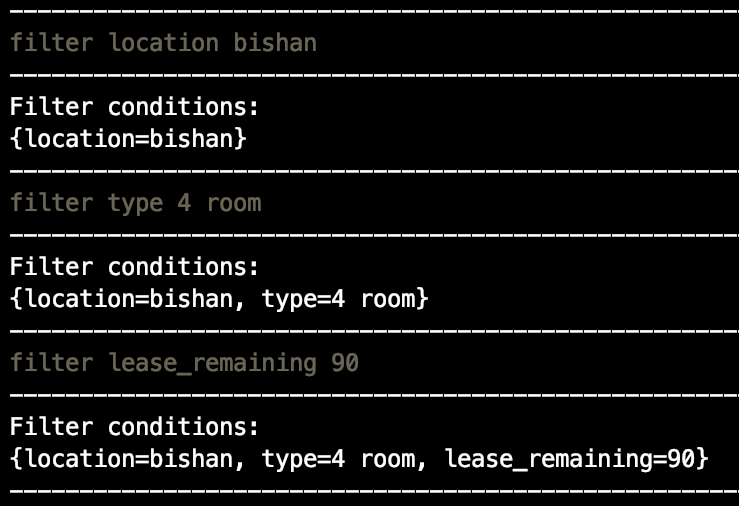 filter location bishan
Filter conditions:
{location=bishan}
filter type 4 room
Filter conditions:
{location=bishan, type=4 room}
filter lease_remaining 90
Filter conditions:
{location=bishan, type=4 room, lease_remaining=90}